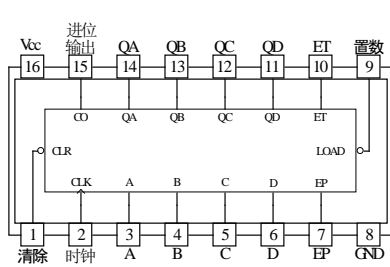 进位
Vcc 输出 QA QB QC QD ET 置数
16 15 14 13 12 11 10 9
CO QA QB QC QD ET
CLR LOAD
CLK A B C D EP
1 2 3 4 5 6 7 8
清除 时钟 A B C D EP GND